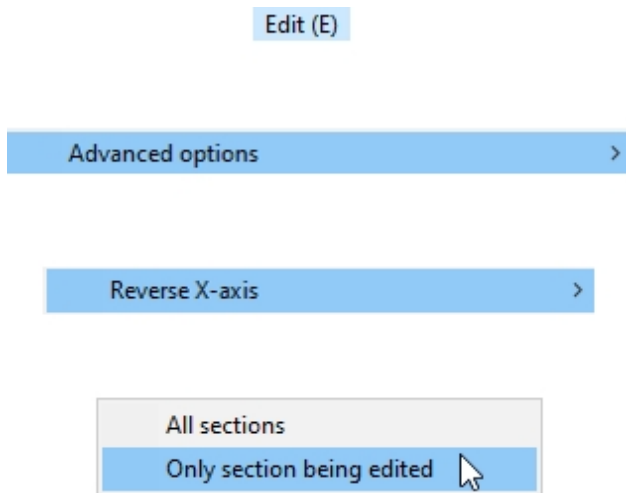 Edit (E)
Advanced options
Reverse X-axis
All sections
Only section being edited